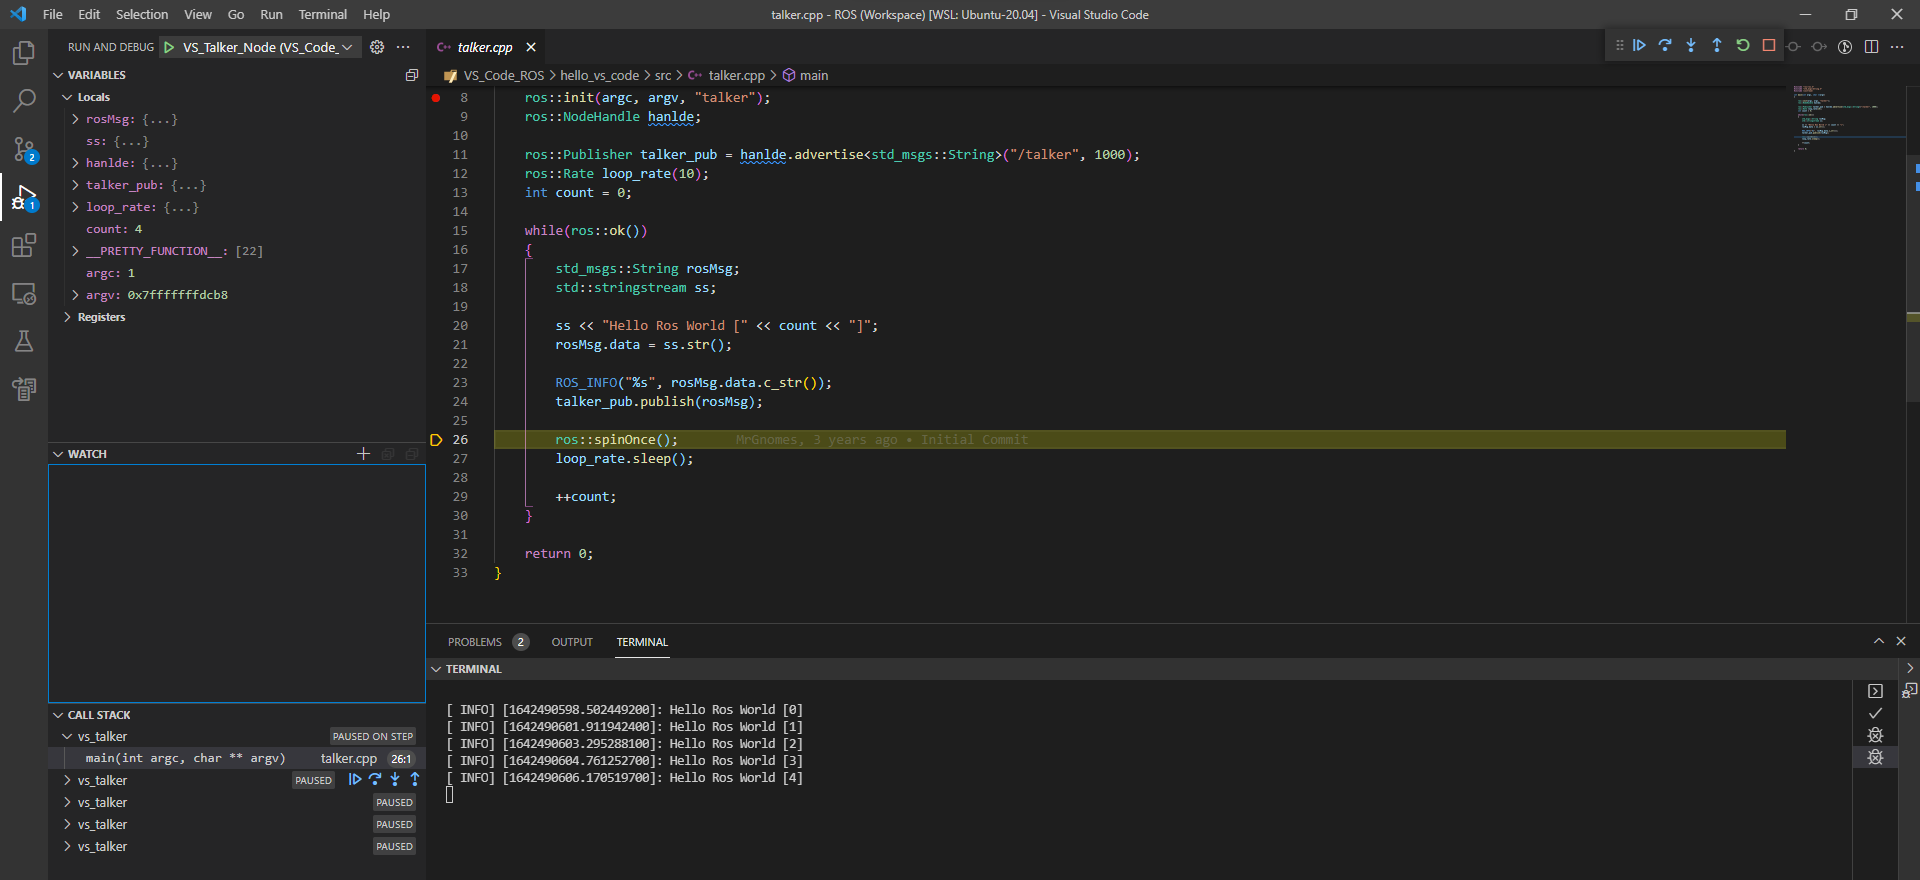 File Edit Selection View Go Run Terminal Help
talker.cpp - ROS (Workspace) [WSL: Ubuntu-20.04] - Visual Studio Code
RUN AND DEBUG VS_Talker_Node (VS_Code_
VARIABLES
Locals
rosMsg: {...}
ss: {...}
hanlde: {...}
talker_pub: {...}
loop_rate: {...}
count: 4
__PRETTY_FUNCTION__: [22]
argc: 1
argv: 0x7fffffffdcb8
Registers
2
1
WATCH
CALL STACK
vs_talker PAUSED ON STEP
main(int argc, char ** argv) talker.cpp 26:1
vs_talker PAUSED
vs_talker PAUSED
vs_talker PAUSED
vs_talker PAUSED
talker.cpp
VS_Code_ROS > hello_vs_code > src > talker.cpp > main
8 ros::init(argc, argv, "talker");
9 ros::NodeHandle hanlde;
10
11 ros::Publisher talker_pub = hanlde.advertise<std_msgs::String>("/talker", 1000);
12 ros::Rate loop_rate(10);
13 int count = 0;
14
15 while(ros::ok())
16 {
17 std_msgs::String rosMsg;
18 std::stringstream ss;
19
20 ss << "Hello Ros World [" << count << "]";
21 rosMsg.data = ss.str();
22
23 ROS_INFO("%s", rosMsg.data.c_str());
24 talker_pub.publish(rosMsg);
25
26 ros::spinOnce(); MrGnomes, 3 years ago • Initial Commit
27 loop_rate.sleep();
28
29 ++count;
30 }
31
32 return 0;
33 }
PROBLEMS 2 OUTPUT TERMINAL
TERMINAL
[ INFO] [1642490598.502449200]: Hello Ros World [0]
[ INFO] [1642490601.911942400]: Hello Ros World [1]
[ INFO] [1642490603.295288100]: Hello Ros World [2]
[ INFO] [1642490604.761252700]: Hello Ros World [3]
[ INFO] [1642490606.170519700]: Hello Ros World [4]